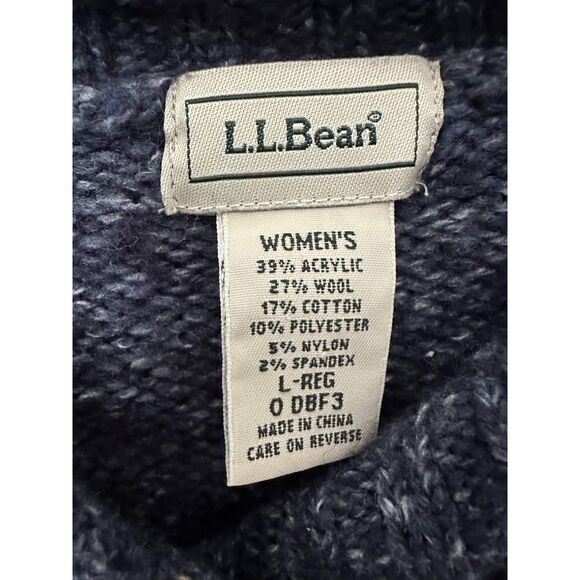 L.L.Bean®
WOMEN'S
39% ACRYLIC
27% WOOL
17% COTTON
10% POLYESTER
5% NYLON
2% SPANDEX
L-REG
0 DBF3
MADE IN CHINA
CARE ON REVERSE